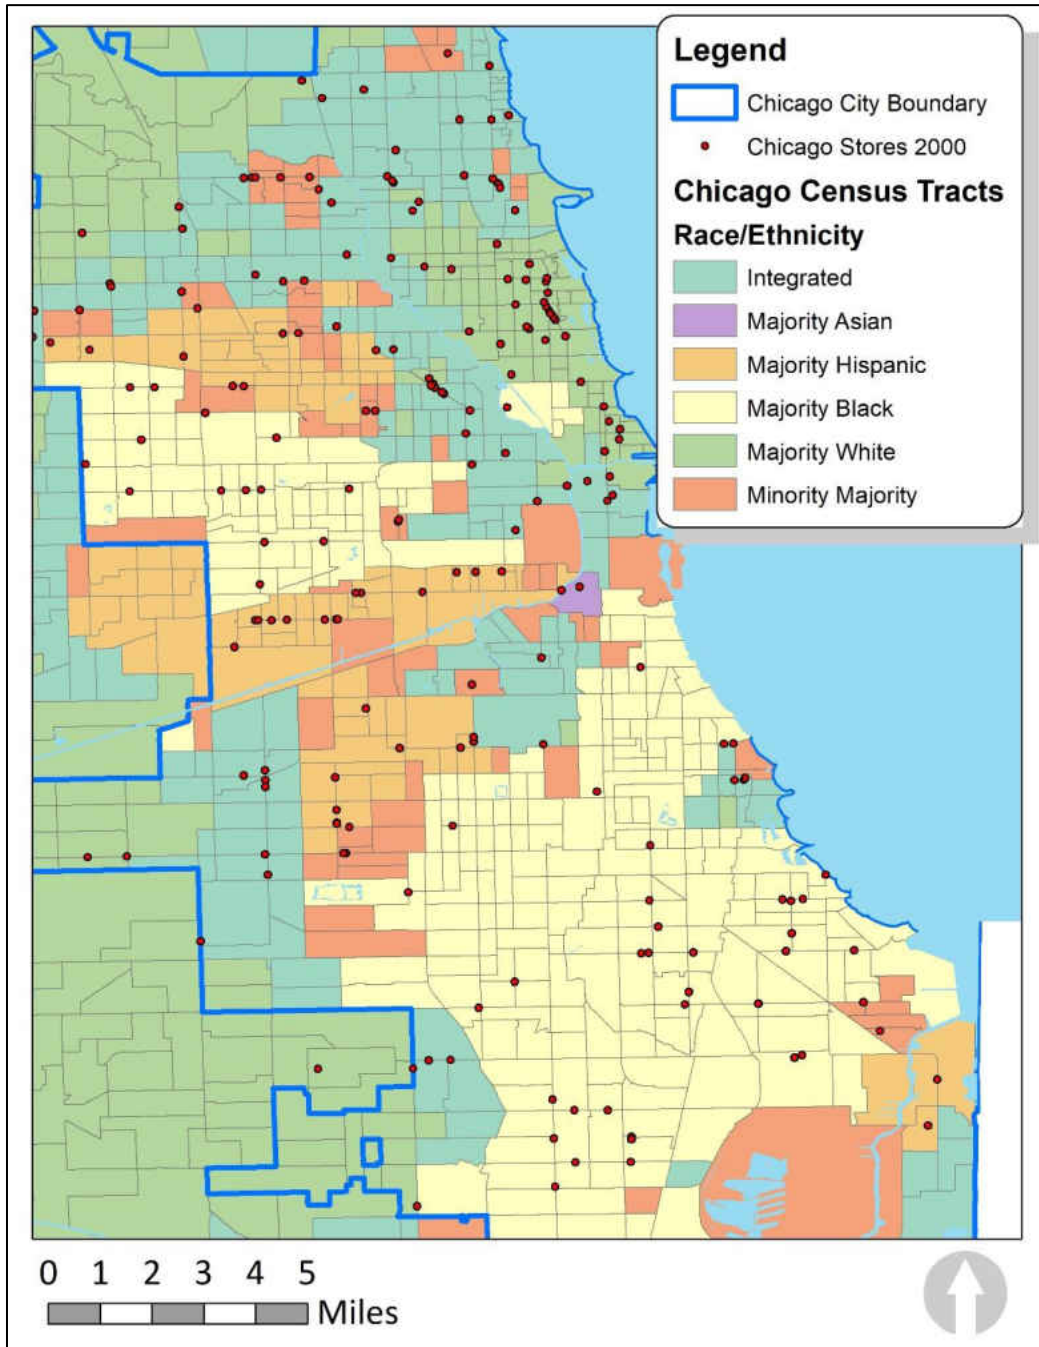 Legend
Chicago City Boundary
Chicago Stores 2000
Chicago Census Tracts
Race/Ethnicity
Integrated
Majority Asian
Majority Hispanic
Majority Black
Majority White
Minority Majority
0 1 2 3 4 5
Miles